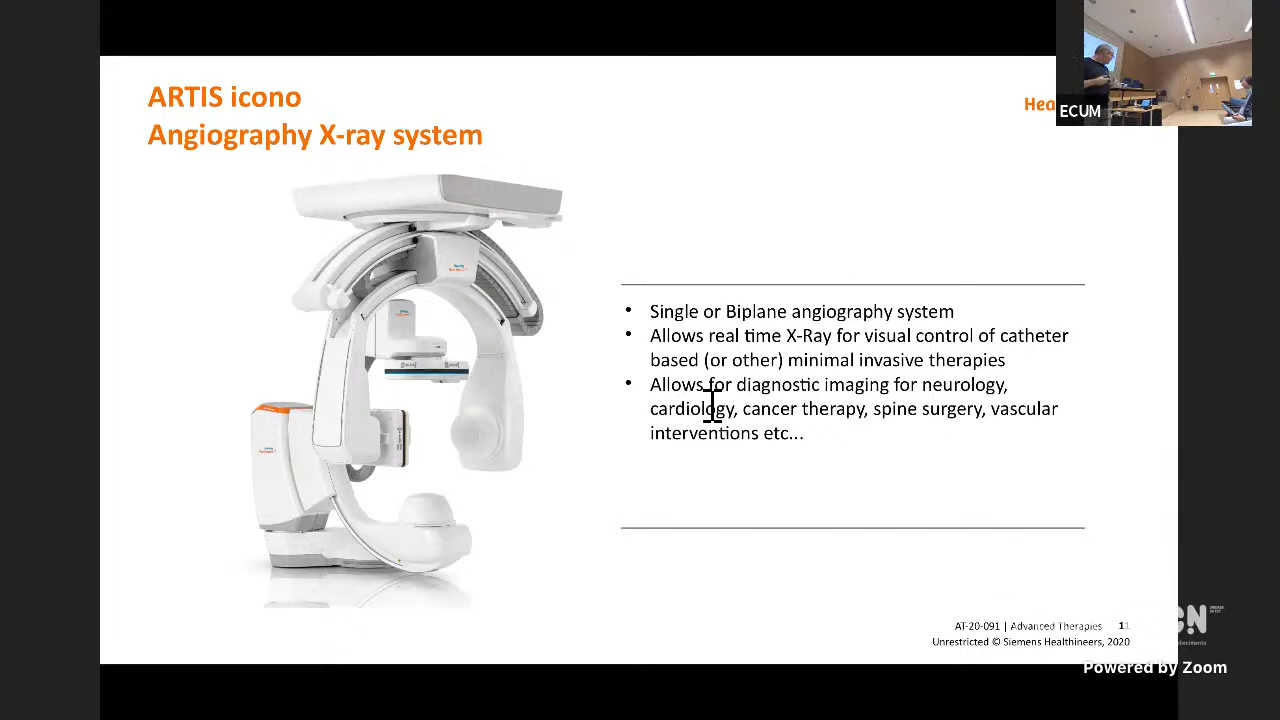 ARTIS icono
Angiography X-ray system
Hea
ECUM
• Single or Biplane angiography system
• Allows real time X-Ray for visual control of catheter
based (or other) minimal invasive therapies
• Allows for diagnostic imaging for neurology,
cardiology, cancer therapy, spine surgery, vascular
interventions etc...
AT-20-091 | Advanced Therapies 11
Unrestricted © Siemens Healthineers, 2020
Powered by Zoom